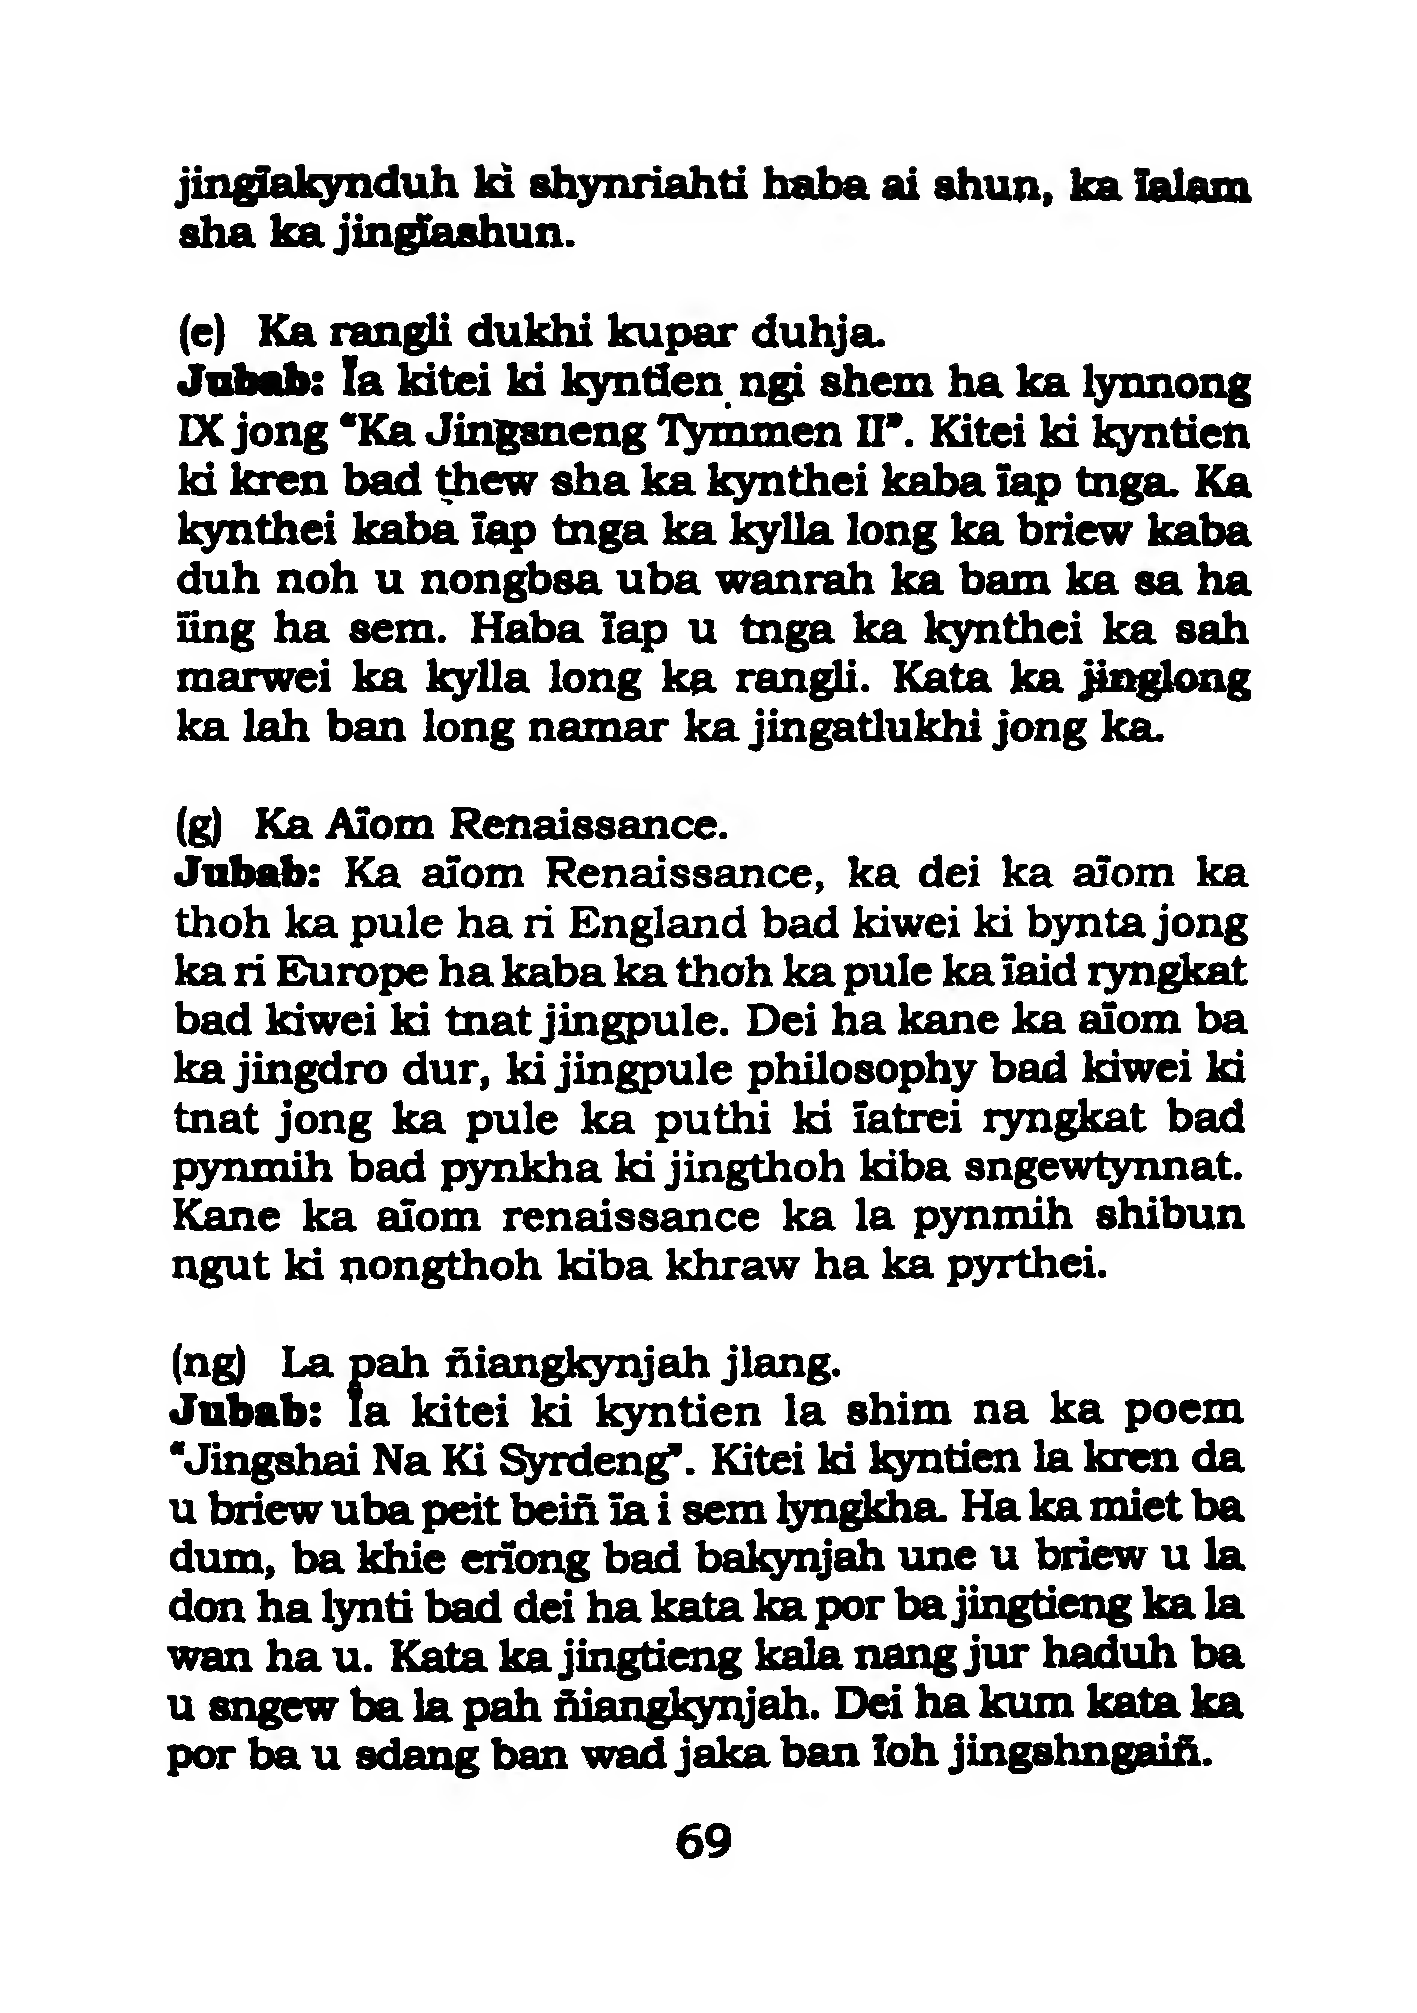 jingïakynduh ki shynriahti haba ai shun, ka ïalam
sha ka jingïashun.
(e) Ka rangli dukhi kupar duhja.
Jubab: Ïa kitei ki kyntien ngi shem ha ka lynnong
IX jong “Ka Jingsneng Tymmen II”. Kitei ki kyntien
ki kren bad thew sha ka kynthei kaba ïap tnga. Ka
kynthei kaba ïap tnga ka kylla long ka briew kaba
duh noh u nongbsa uba wanrah ka bam ka sa ha
ïing ha sem. Haba ïap u tnga ka kynthei ka sah
marwei ka kylla long ka rangli. Kata ka jinglong
ka lah ban long namar ka jingatlukhi jong ka.
(g) Ka Aïom Renaissance.
Jubab: Ka aïom Renaissance, ka dei ka aïom ka
thoh ka pule ha ri England bad kiwei ki bynta jong
ka ri Europe ha kaba ka thoh ka pule ka ïaid ryngkat
bad kiwei ki tnat jingpule. Dei ha kane ka aïom ba
ka jingdro dur, ki jingpule philosophy bad kiwei ki
tnat jong ka pule ka puthi ki ïatrei ryngkat bad
pynmih bad pynkha ki jingthoh kiba sngewtynnat.
Kane ka aïom renaissance ka la pynmih shibun
ngut ki nongthoh kiba khraw ha ka pyrthei.
(ng) La pah ñiangkynjah jlang.
Jubab: Ïa kitei ki kyntien la shim na ka poem
“Jingshai Na Ki Syrdeng”. Kitei ki kyntien la kren da
u briew uba peit beiñ ïa i sem lyngkha. Ha ka miet ba
dum, ba khie erïong bad bakynjah une u briew u la
don ha lynti bad dei ha kata ka por ba jingtieng ka la
wan ha u. Kata ka jingtieng kala nang jur haduh ba
u sngew ba la pah ñiangkynjah. Dei ha kum kata ka
por ba u sdang ban wad jaka ban ïoh jingshngaiñ.
69